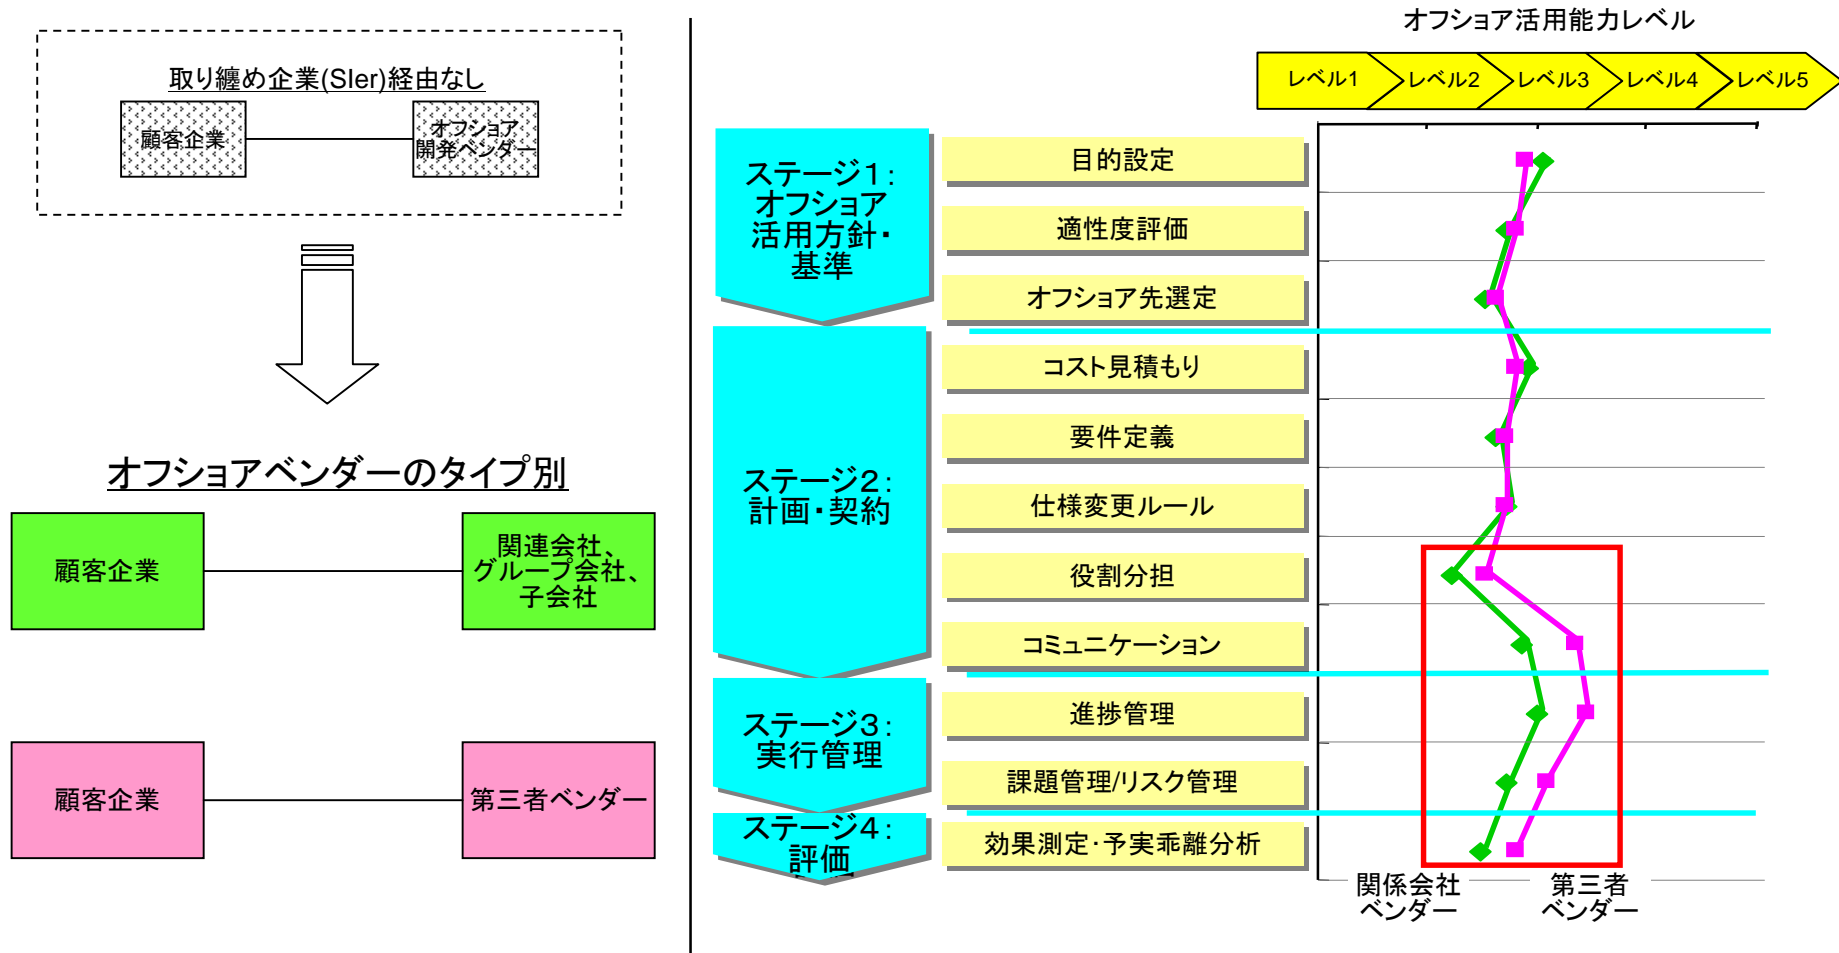 取り纏め企業(SIer)経由なし
顧客企業
オフショア
開発ベンダー
オフショアベンダーのタイプ別
顧客企業
関連会社、
グループ会社、
子会社
顧客企業
第三者ベンダー
オフショア活用能力レベル
レベル1
レベル2
レベル3
レベル4
レベル5
ステージ1：
オフショア
活用方針・
基準
目的設定
適性度評価
オフショア先選定
ステージ2：
計画・契約
コスト見積もり
要件定義
仕様変更ルール
役割分担
コミュニケーション
ステージ3：
実行管理
進捗管理
課題管理/リスク管理
ステージ4：
評価
効果測定・予実乖離分析
関係会社
ベンダー
第三者
ベンダー